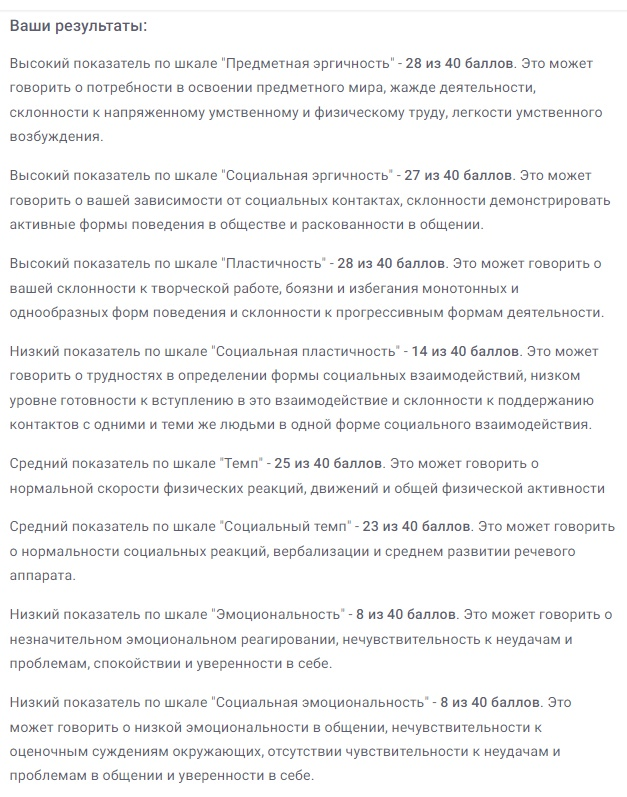 Ваши результаты:
Высокий показатель по шкале "Предметная эргичность" - 28 из 40 баллов. Это может
говорить о потребности в освоении предметного мира, жажде деятельности,
склонности к напряженному умственному и физическому труду, легкости умственного
возбуждения.
Высокий показатель по шкале "Социальная эргичность" - 27 из 40 баллов. Это может
говорить о вашей зависимости от социальных контактах, склонности демонстрировать
активные формы поведения в обществе и раскованности в общении.
Высокий показатель по шкале "Пластичность" - 28 из 40 баллов. Это может говорить о
вашей склонности к творческой работе, боязни и избегания монотонных и
однообразных форм поведения и склонности к прогрессивным формам деятельности.
Низкий показатель по шкале "Социальная пластичность" - 14 из 40 баллов. Это может
говорить о трудностях в определении формы социальных взаимодействий, низком
уровне готовности к вступлению в это взаимодействие и склонности к поддержанию
контактов с одними и теми же людьми в одной форме социального взаимодействия.
Средний показатель по шкале "Темп" - 25 из 40 баллов. Это может говорить о
нормальной скорости физических реакций, движений и общей физической активности
Средний показатель по шкале "Социальный темп" - 23 из 40 баллов. Это может говорить
о нормальности социальных реакций, вербализации и среднем развитии речевого
аппарата.
Низкий показатель по шкале "Эмоциональность" - 8 из 40 баллов. Это может говорить о
незначительном эмоциональном реагировании, нечувствительность к неудачам и
проблемам, спокойствии и уверенности в себе.
Низкий показатель по шкале "Социальная эмоциональность" - 8 из 40 баллов. Это
может говорить о низкой эмоциональности в общении, нечувствительности к
оценочным суждениям окружающих, отсутствии чувствительности к неудачам и
проблемам в общении и уверенности в себе.